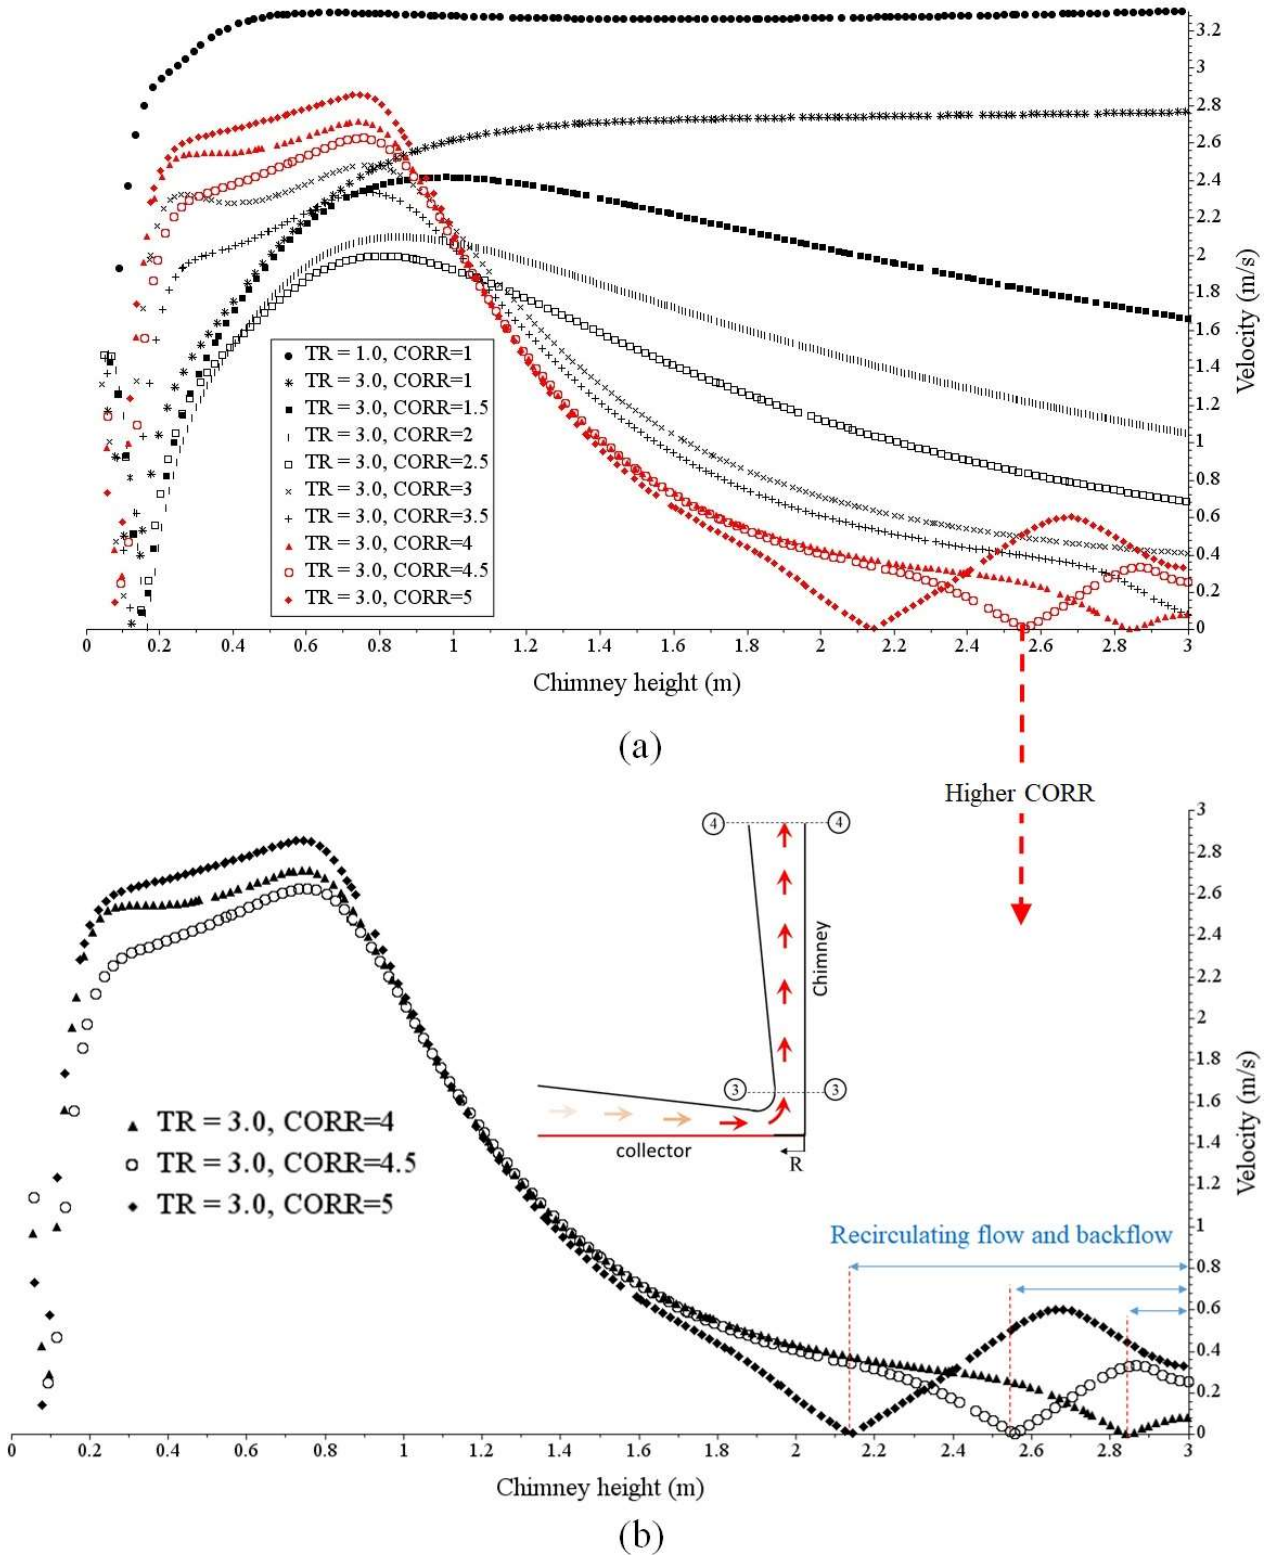 3.2
3
2.8
2.6
2.4
2.2
2
1.8
1.6
1.4
1.2
1
0.8
0.6
0.4
0.2
0
Velocity (m/s)
TR = 1.0, CORR=1
TR = 3.0, CORR=1
TR = 3.0, CORR=1.5
TR = 3.0, CORR=2
TR = 3.0, CORR=2.5
TR = 3.0, CORR=3
TR = 3.0, CORR=3.5
TR = 3.0, CORR=4
TR = 3.0, CORR=4.5
TR = 3.0, CORR=5
0 0.2 0.4 0.6 0.8 1 1.2 1.4 1.6 1.8 2 2.2 2.4 2.6 2.8 3
Chimney height (m)
(a)
Higher CORR
3
2.8
2.6
2.4
2.2
2
1.8
1.6
1.4
1.2
1
0.8
0.6
0.4
0.2
0
Velocity (m/s)
4 4
Chimney
3 3
collector
R
TR = 3.0, CORR=4
TR = 3.0, CORR=4.5
TR = 3.0, CORR=5
Recirculating flow and backflow
0 0.2 0.4 0.6 0.8 1 1.2 1.4 1.6 1.8 2 2.2 2.4 2.6 2.8 3
Chimney height (m)
(b)